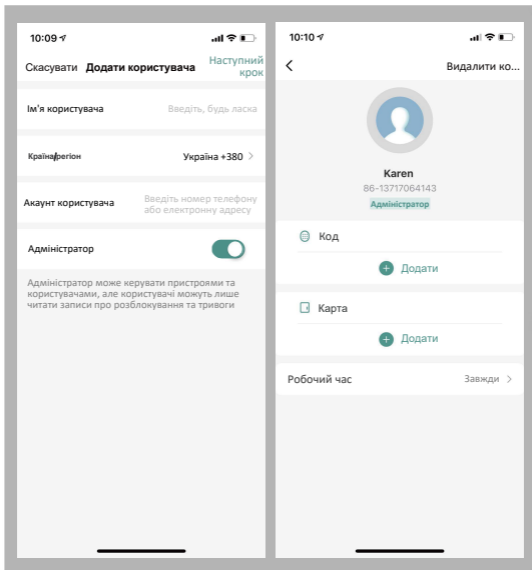 10:09
Скасувати Додати користувача Наступний
крок
Ім'я користувача Введіть, будь ласка
Країна/регіон Україна +380
Акаунт користувача Введіть номер телефону
або електронну адресу
Адміністратор
Адміністратор може керувати пристроями та
користувачами, але користувачі можуть лише
читати записи про розблокування та тривоги
10:10
Видалити ко...
Karen
86-13717064143
Адміністратор
Код
Додати
Карта
Додати
Робочий час Завжди